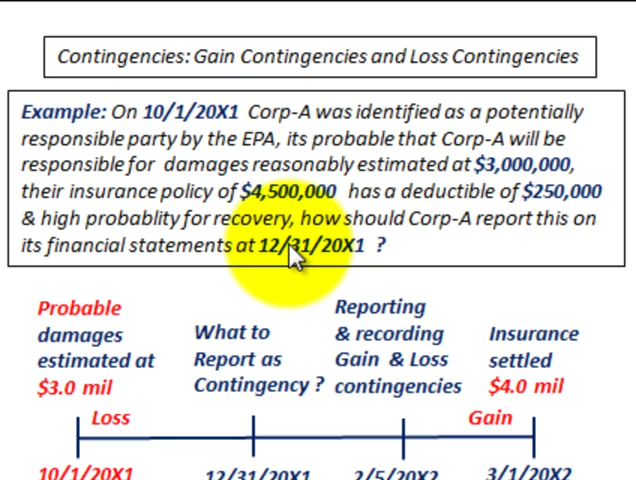 Contingencies: Gain Contingencies and Loss Contingencies
Example: On 10/1/20X1 Corp-A was identified as a potentially
responsible party by the EPA, its probable that Corp-A will be
responsible for damages reasonably estimated at $3,000,000,
their insurance policy of $4,500,000 has a deductible of $250,000
& high probablity for recovery, how should Corp-A report this on
its financial statements at 12/31/20X1 ?
Probable
damages
estimated at
$3.0 mil
What to
Report as
Contingency ?
Reporting
& recording
Gain & Loss
contingencies
Insurance
settled
$4.0 mil
Loss
Gain
10/1/20X1
12/31/20X1
2/5/20X2
3/1/20X2